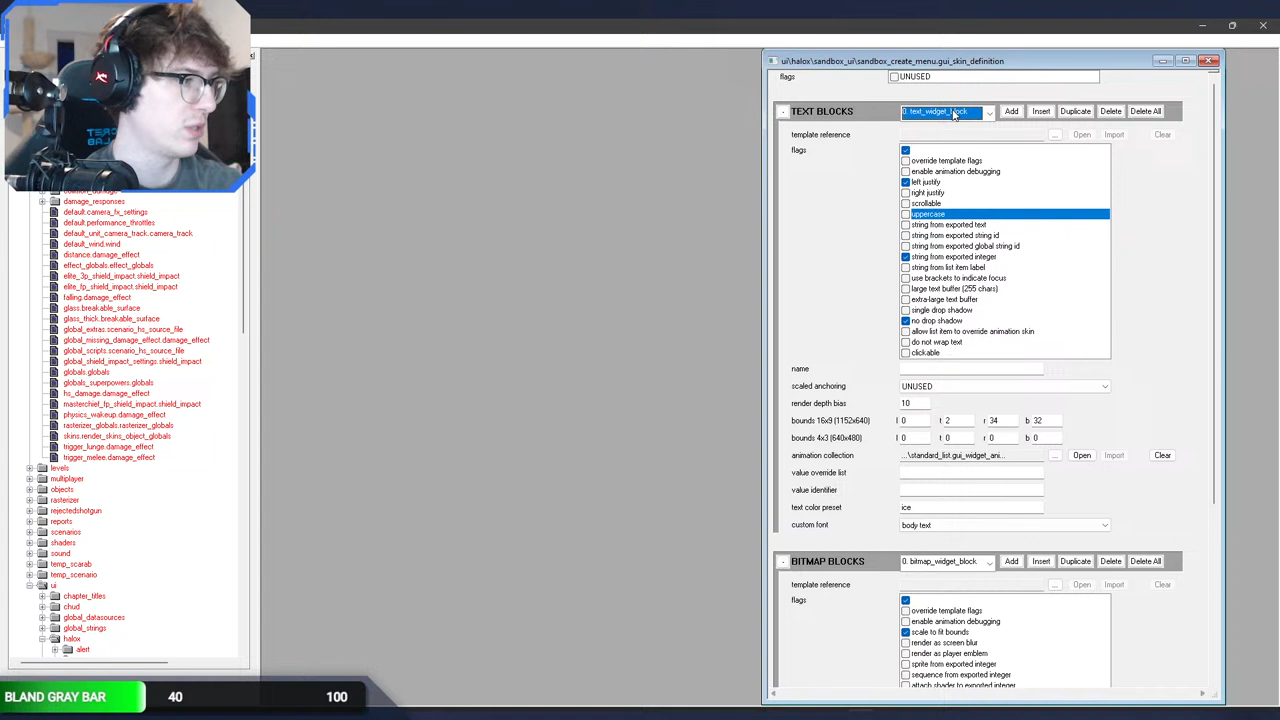 ui\halox\sandbox_ui\sandbox_create_menu.gui_skin_definition
flags UNUSED
TEXT BLOCKS 0. text_widget_block Add Insert Duplicate Delete Delete All
template reference ... Open Import Clear
flags
override template flags
enable animation debugging
left justify
right justify
scrollable
uppercase
string from exported text
string from exported string id
string from exported global string id
string from exported integer
string from list item label
use brackets to indicate focus
large text buffer (255 chars)
extra-large text buffer
single drop shadow
no drop shadow
allow list item to override animation skin
do not wrap text
clickable
name
scaled anchoring UNUSED
render depth bias 10
bounds 16x9 (1152x640) l 0 t 2 r 34 b 32
bounds 4x3 (640x480) l 0 t 0 r 0 b 0
animation collection ...\standard_list.gui_widget_ani... ... Open Import Clear
value override list
value identifier
text color preset ice
custom font body text
BITMAP BLOCKS 0. bitmap_widget_block Add Insert Duplicate Delete Delete All
template reference ... Open Import Clear
flags
override template flags
enable animation debugging
scale to fit bounds
render as screen blur
render as player emblem
sprite from exported integer
sequence from exported integer
attach shader to exported integer
damage_responses
default.camera_fx_settings
default.performance_throttles
default_unit_camera_track.camera_track
default_wind.wind
distance.damage_effect
effect_globals.effect_globals
elite_3p_shield_impact.shield_impact
elite_fp_shield_impact.shield_impact
falling.damage_effect
glass.breakable_surface
glass_thick.breakable_surface
global_extras.scenario_hs_source_file
global_missing_damage_effect.damage_effect
global_scripts.scenario_hs_source_file
global_shield_impact_settings.shield_impact
globals.globals
globals_superpowers.globals
hs_damage.damage_effect
masterchief_fp_shield_impact.shield_impact
physics_wakeup.damage_effect
rasterizer_globals.rasterizer_globals
skins.render_skins_object_globals
trigger_lunge.damage_effect
trigger_melee.damage_effect
levels
multiplayer
objects
rasterizer
rejectedshotgun
reports
scenarios
shaders
sound
temp_scarab
temp_scenario
ui
chapter_titles
chud
global_datasources
global_strings
halox
alert
BLAND GRAY BAR 40 100